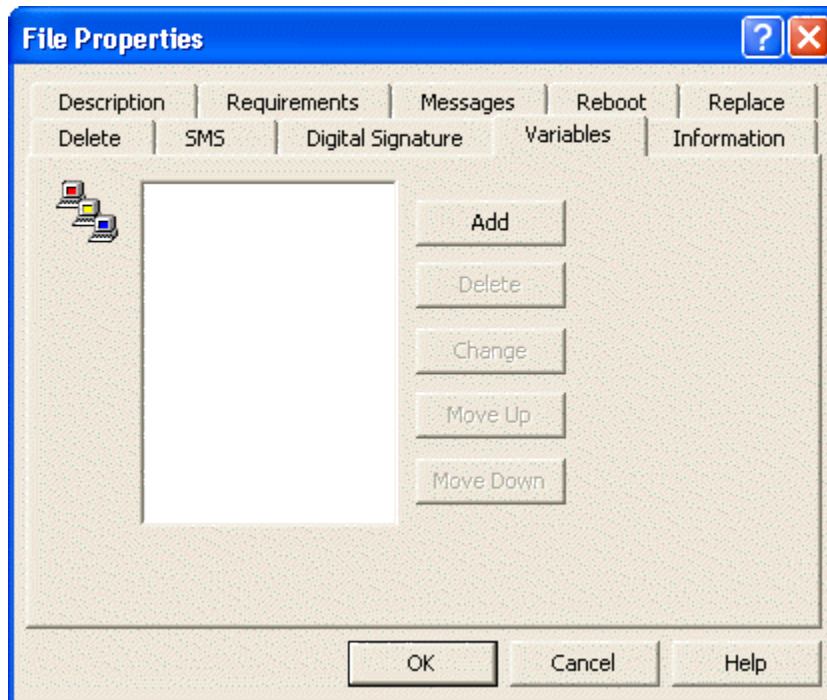 File Properties
Description Requirements Messages Reboot Replace
Delete SMS Digital Signature Variables Information
Add
Delete
Change
Move Up
Move Down
OK Cancel Help